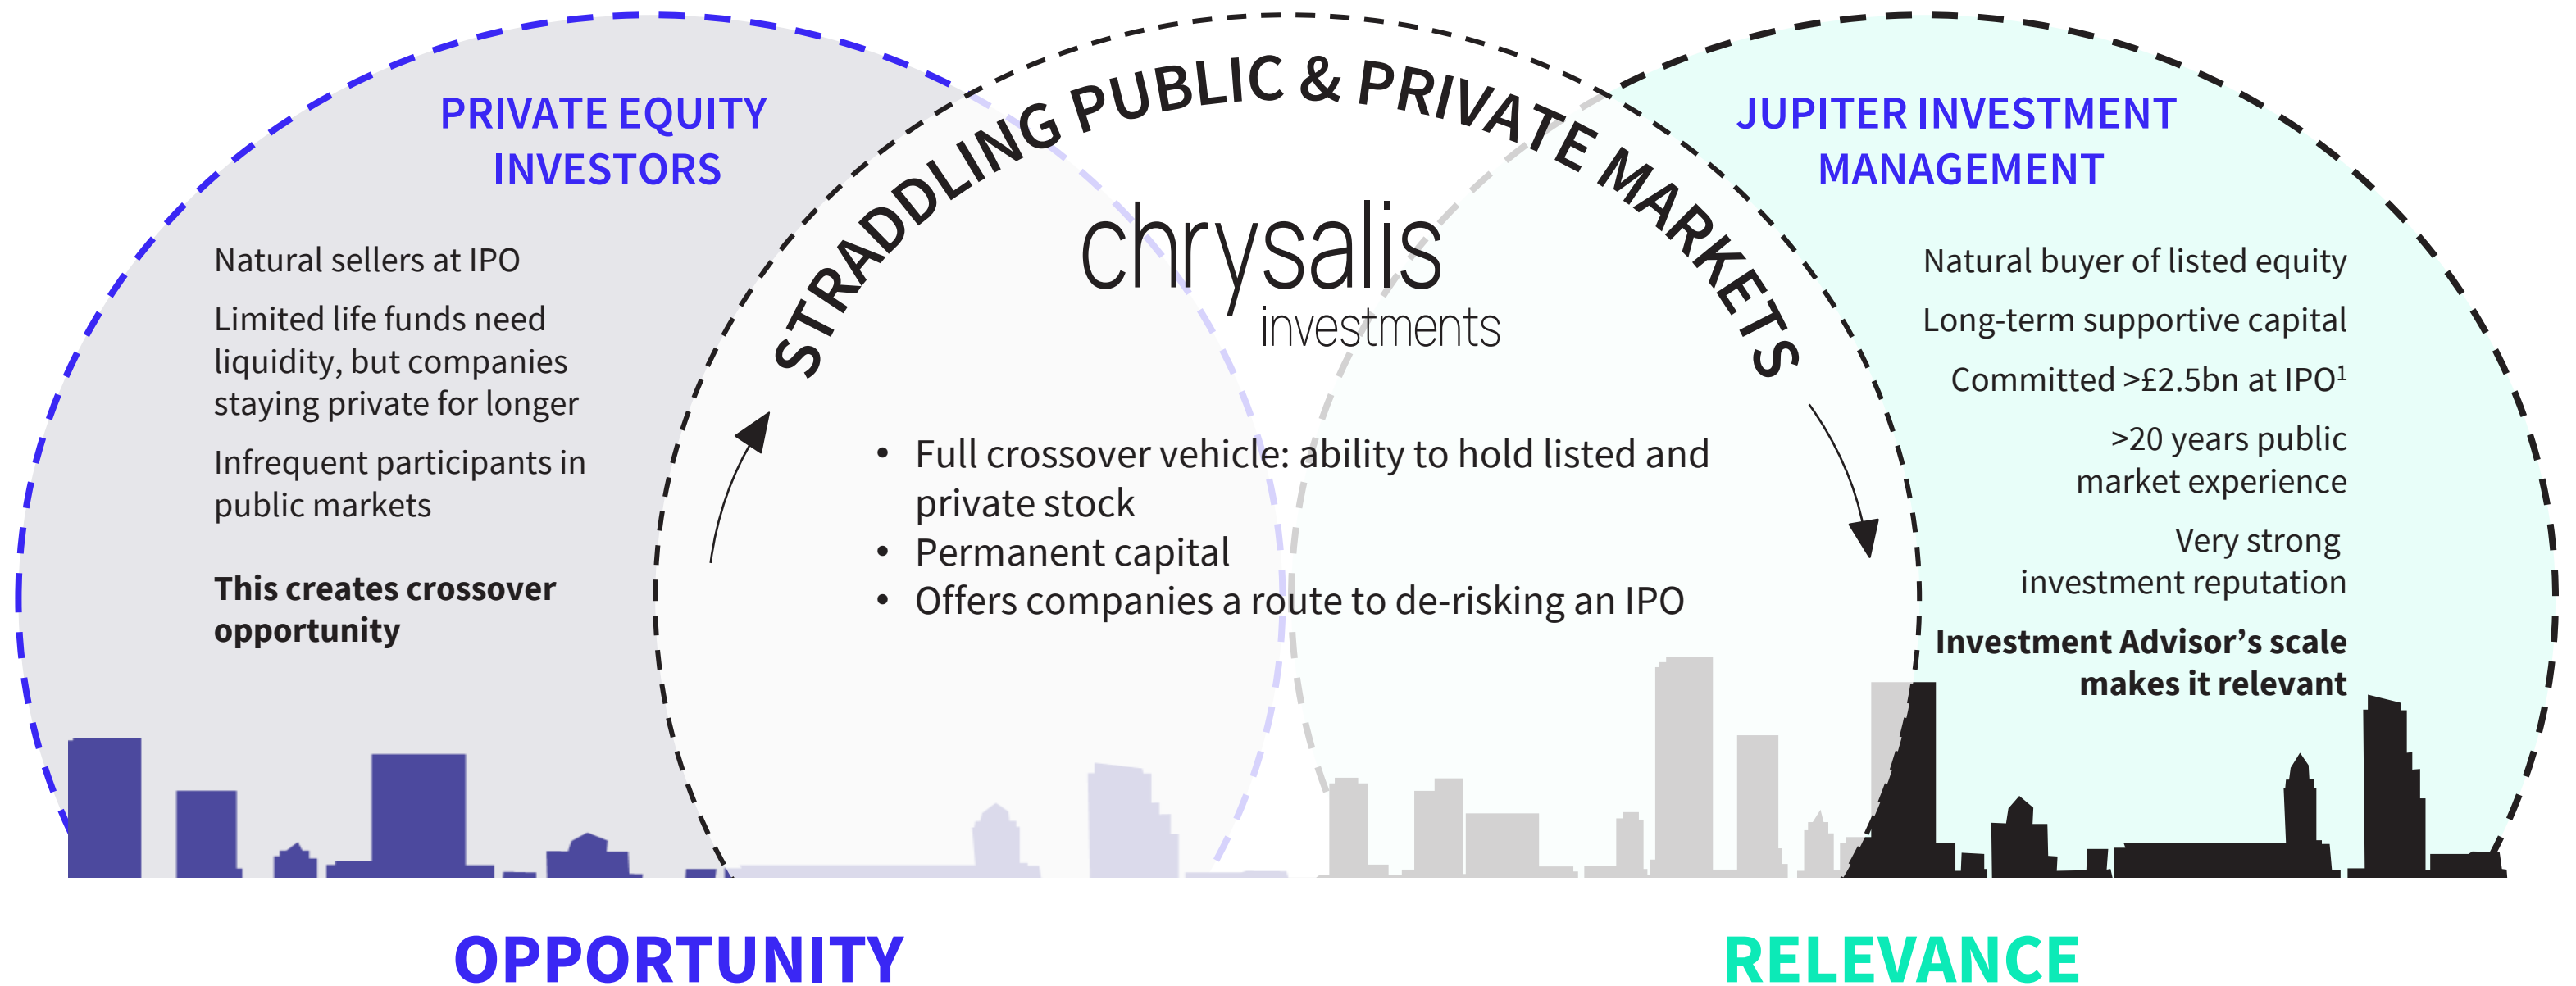 PRIVATE EQUITY
INVESTORS
Natural sellers at IPO
Limited life funds need
liquidity, but companies
staying private for longer
Infrequent participants in
public markets
This creates crossover
opportunity
STRADDLING PUBLIC & PRIVATE MARKETS
chrysalis
investments
• Full crossover vehicle: ability to hold listed and
private stock
• Permanent capital
• Offers companies a route to de-risking an IPO
JUPITER INVESTMENT
MANAGEMENT
Natural buyer of listed equity
Long-term supportive capital
Committed >£2.5bn at IPO¹
>20 years public
market experience
Very strong
investment reputation
Investment Advisor’s scale
makes it relevant
OPPORTUNITY
RELEVANCE